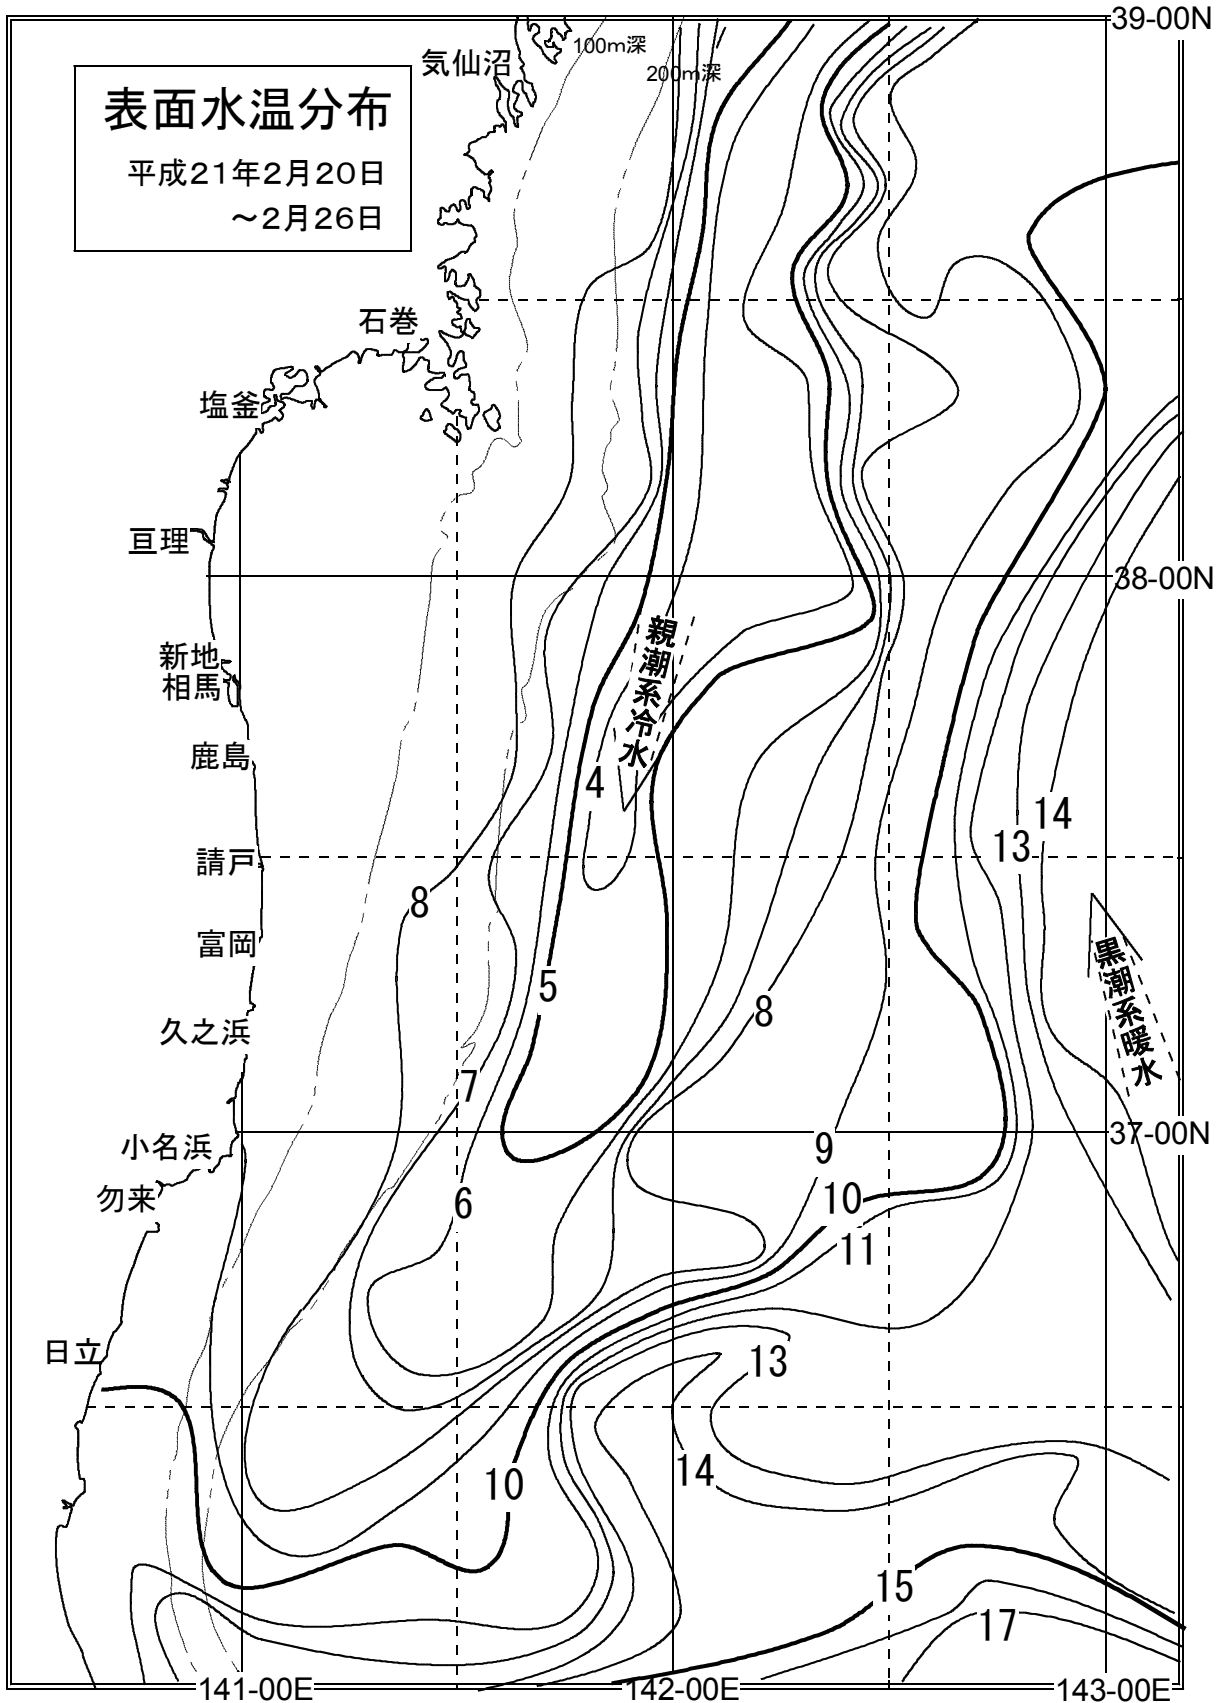 39-00N
100m深
気仙沼
200m深
表面水温分布
平成21年2月20日
～2月26日
石巻
塩釜
亘理
38-00N
新地
相馬
親潮系冷水
鹿島
4
14
13
請戸
8
富岡
5
黒潮系暖水
8
久之浜
7
37-00N
小名浜
9
勿来
6
10
11
日立
13
14
10
15
17
141-00E
142-00E
143-00E